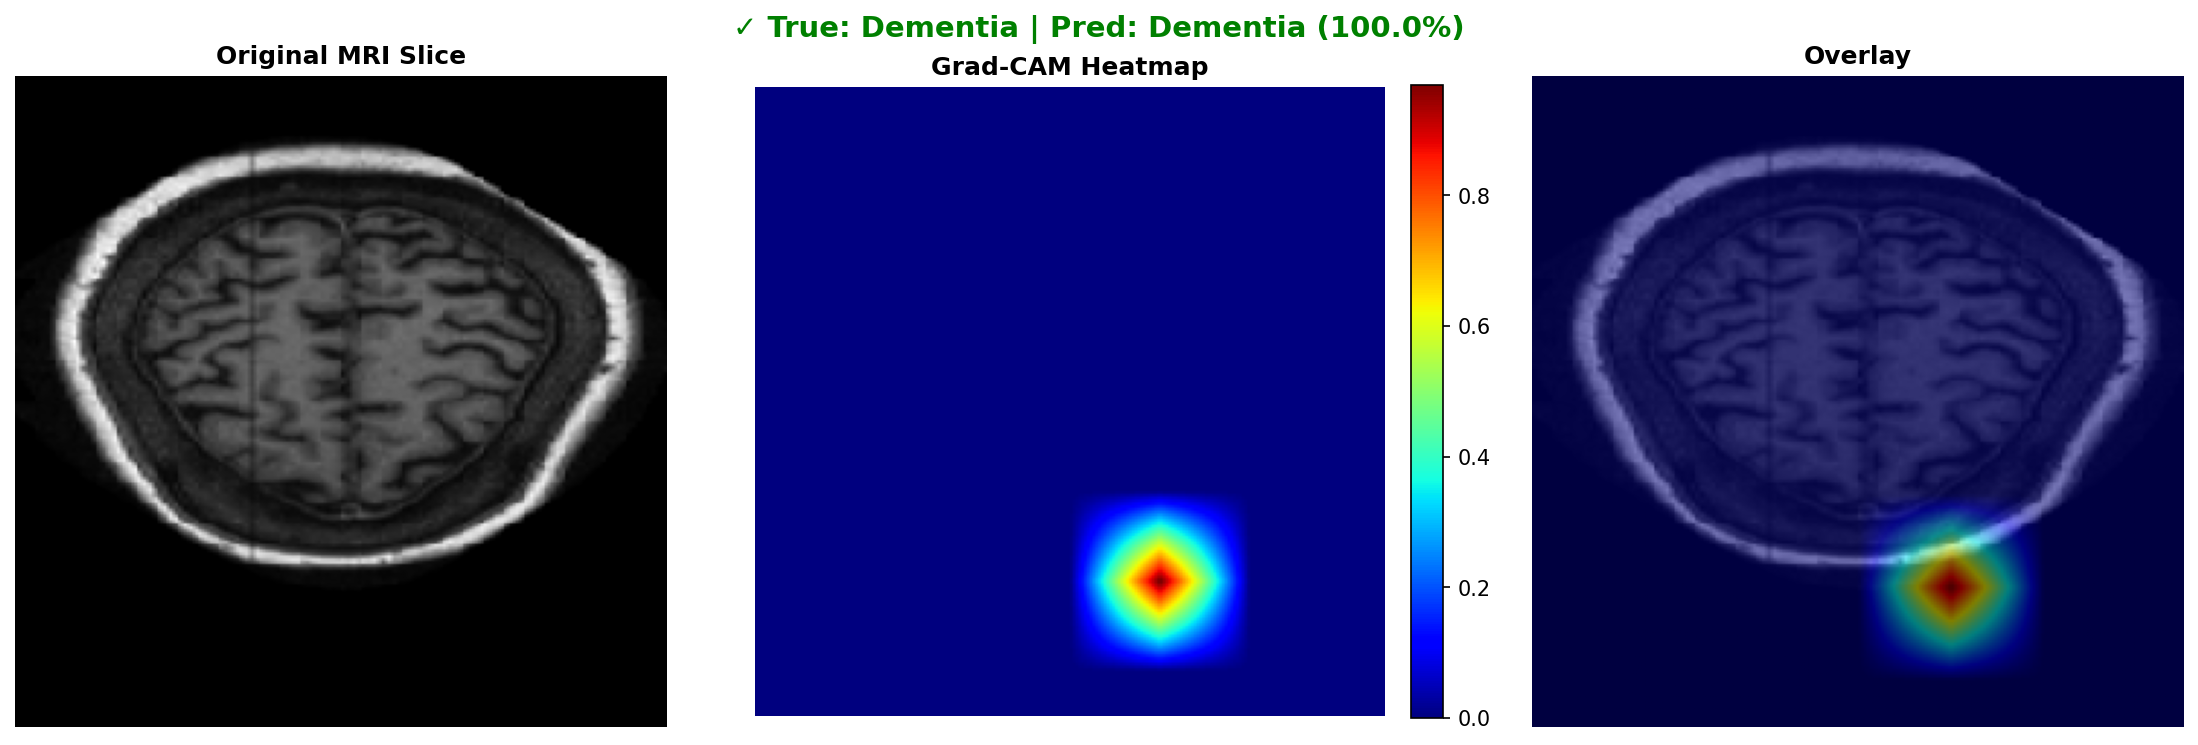 ✓ True: Dementia | Pred: Dementia (100.0%)
Original MRI Slice
Grad-CAM Heatmap
Overlay
0.8
0.6
0.4
0.2
0.0